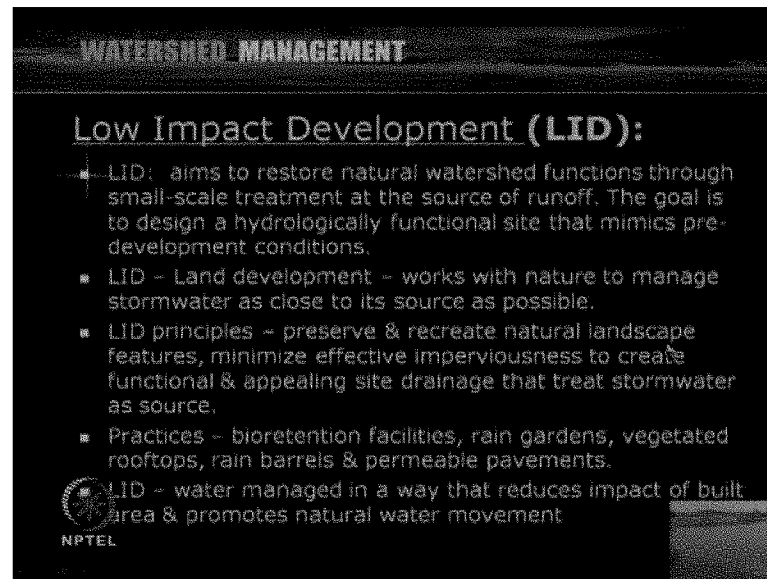 WATERSHED MANAGEMENT
Low Impact Development (LID):
LID: aims to restore natural watershed functions through
small-scale treatment at the source of runoff. The goal is
to design a hydrologically functional site that mimics pre-
development conditions.
LID – Land development – works with nature to manage
stormwater as close to its source as possible.
LID principles – preserve & recreate natural landscape
features, minimize effective imperviousness to create
functional & appealing site drainage that treat stormwater
as source.
Practices – bioretention facilities, rain gardens, vegetated
rooftops, rain barrels & permeable pavements.
LID – water managed in a way that reduces impact of built
area & promotes natural water movement
NPTEL